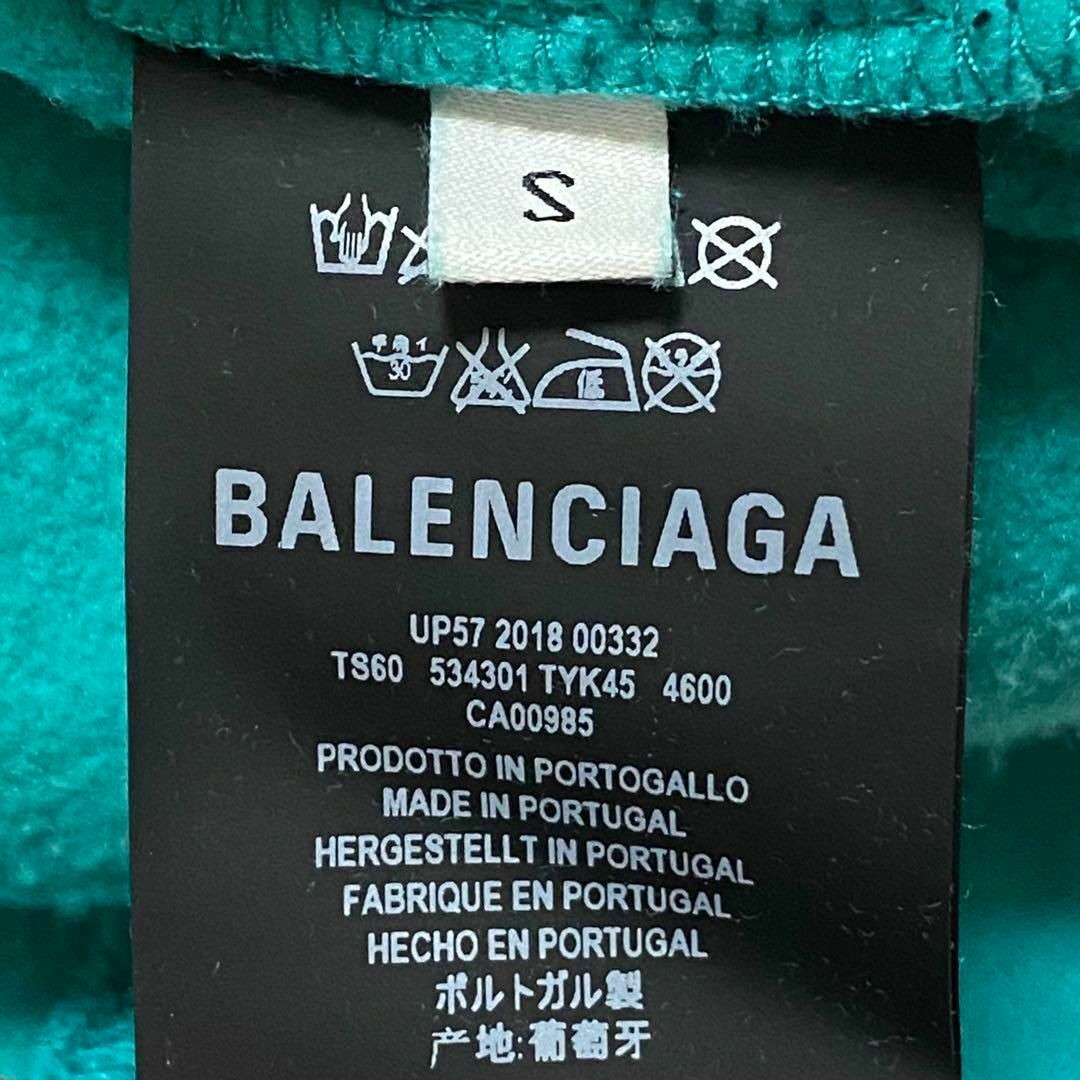 S
30
BALENCIAGA
UP57 2018 00332
TS60 534301 TYK45 4600
CA00985
PRODOTTO IN PORTOGALLO
MADE IN PORTUGAL
HERGESTELLT IN PORTUGAL
FABRIQUE EN PORTUGAL
HECHO EN PORTUGAL
ポルトガル製
产地:葡萄牙